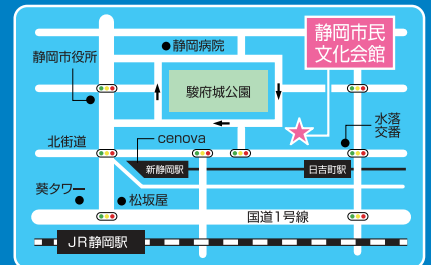 静岡市民
文化会館
静岡病院
静岡市役所
駿府城公園
水落
交番
北街道
cenova
新静岡駅
日吉町駅
葵タワー
松坂屋
国道1号線
JR静岡駅